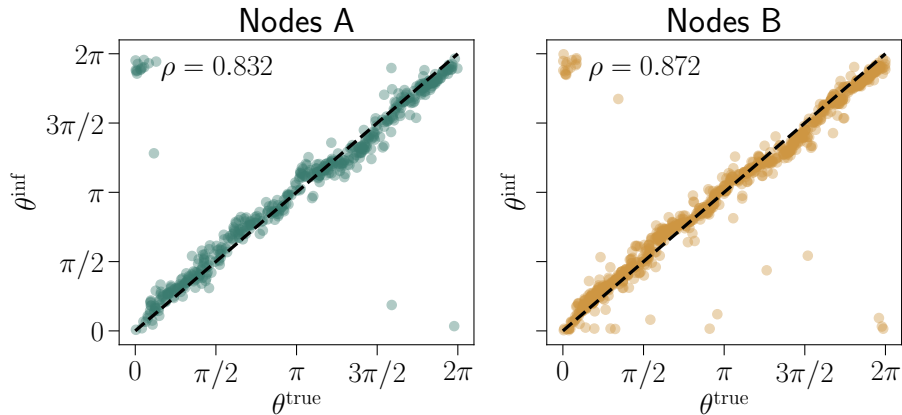 Nodes A
ρ = 0.832
2π
3π/2
π
π/2
0
θ^inf
0 π/2 π 3π/2 2π
θ^true
Nodes B
ρ = 0.872
θ^inf
0 π/2 π 3π/2 2π
θ^true